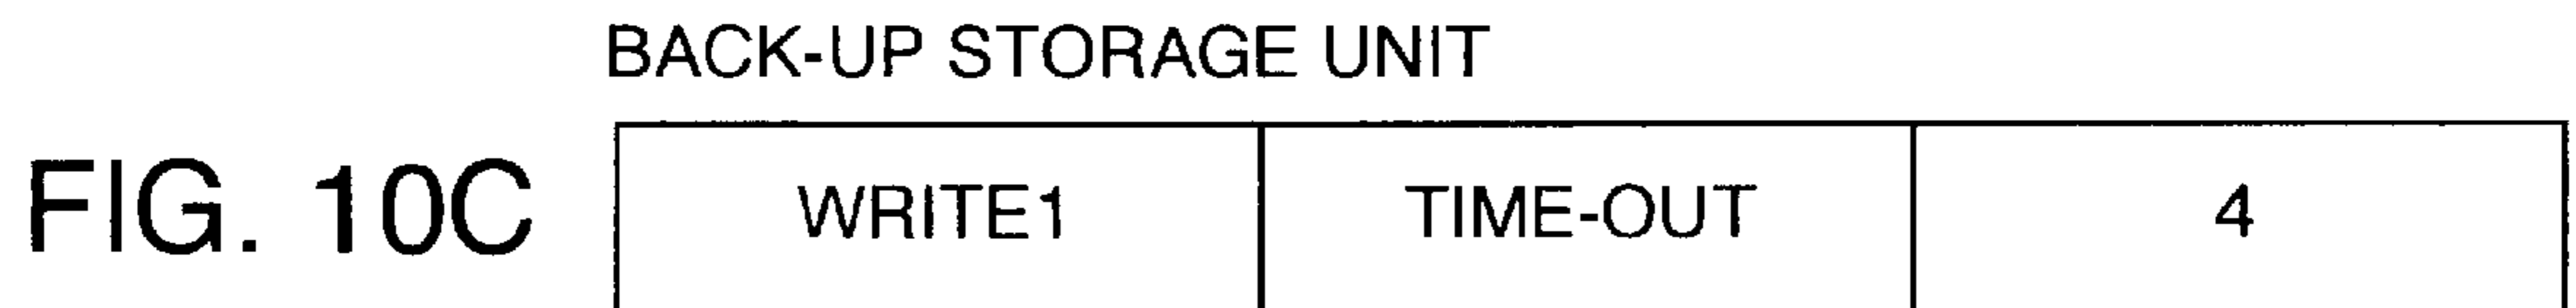 BACK-UP STORAGE UNIT
FIG. 10C WRITE1 TIME-OUT 4